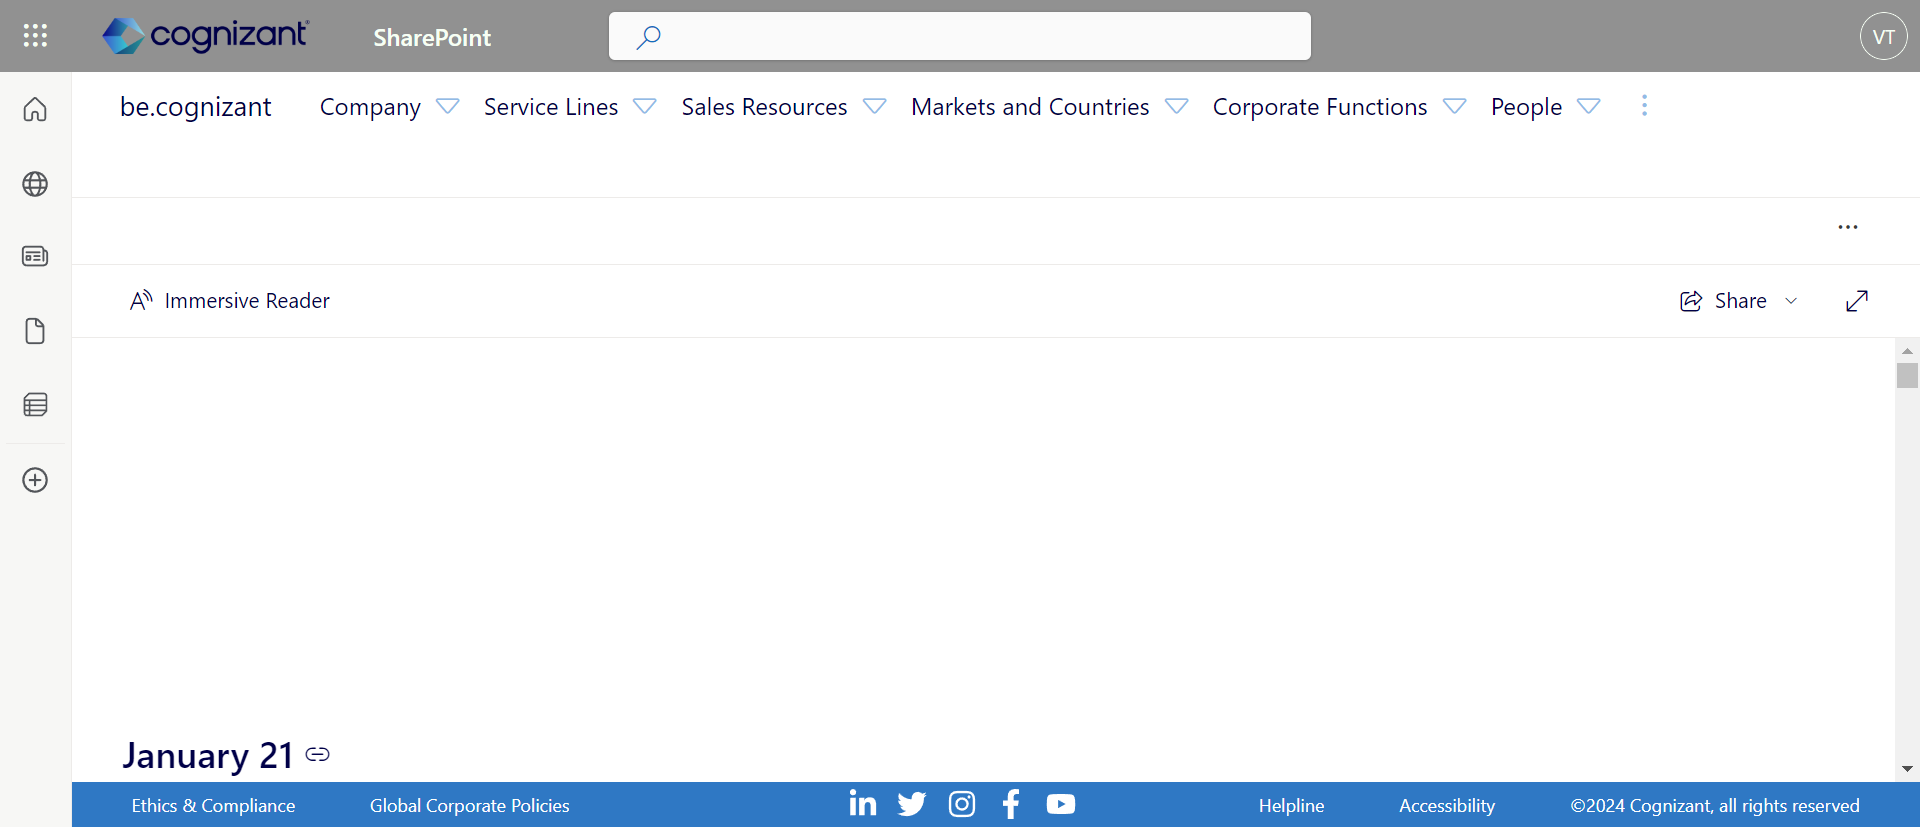 cognizant
SharePoint
VT
be.cognizant
Company
Service Lines
Sales Resources
Markets and Countries
Corporate Functions
People
Immersive Reader
Share
January 21
Ethics & Compliance
Global Corporate Policies
Helpline
Accessibility
©2024 Cognizant, all rights reserved